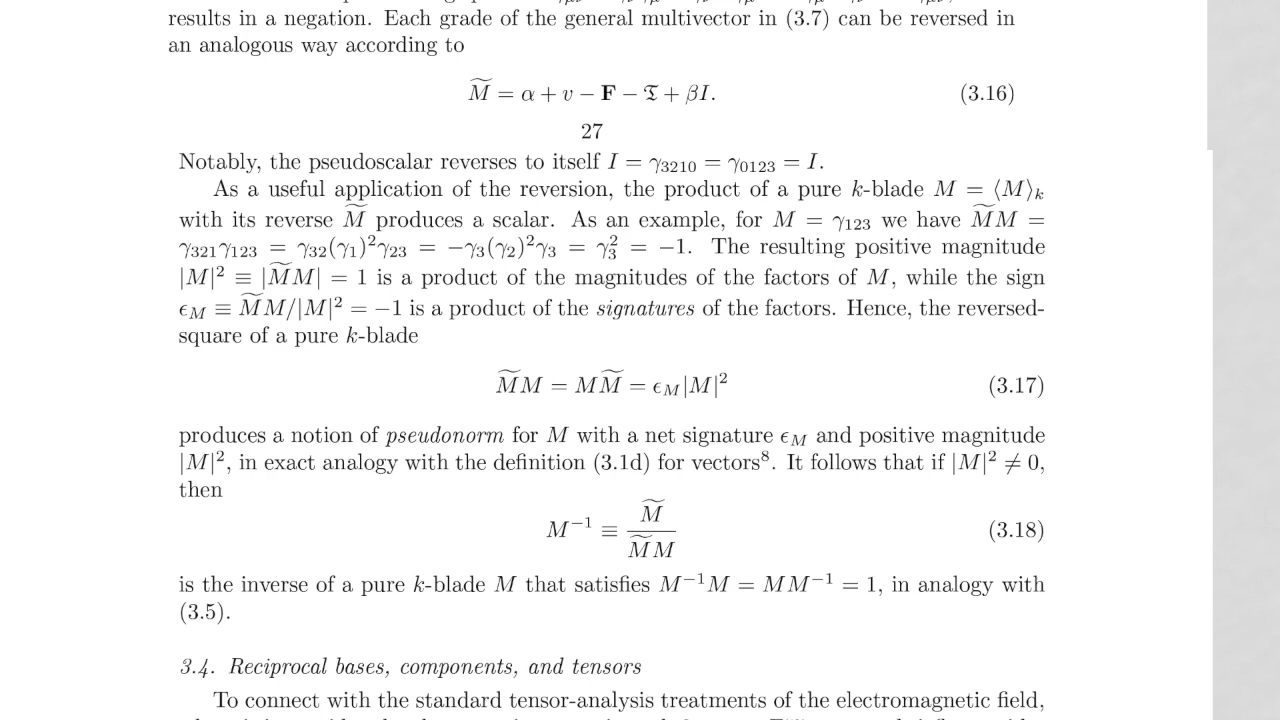 results in a negation. Each grade of the general multivector in (3.7) can be reversed in
an analogous way according to
M̃ = α + v − F − 𝔗 + βI. (3.16)
27
Notably, the pseudoscalar reverses to itself I = γ₃₂₁₀ = γ₀₁₂₃ = I.
As a useful application of the reversion, the product of a pure k-blade M = ⟨M⟩ₖ
with its reverse M̃ produces a scalar. As an example, for M = γ₁₂₃ we have M̃M =
γ₃₂₁γ₁₂₃ = γ₃₂(γ₁)²γ₂₃ = −γ₃(γ₂)²γ₃ = γ₃² = −1. The resulting positive magnitude
|M|² ≡ |M̃M| = 1 is a product of the magnitudes of the factors of M, while the sign
ϵ_M ≡ M̃M/|M|² = −1 is a product of the signatures of the factors. Hence, the reversed-
square of a pure k-blade
M̃M = MM̃ = ϵ_M|M|² (3.17)
produces a notion of pseudonorm for M with a net signature ϵ_M and positive magnitude
|M|², in exact analogy with the definition (3.1d) for vectors⁸. It follows that if |M|² ≠ 0,
then
M⁻¹ ≡ M̃ / M̃M (3.18)
is the inverse of a pure k-blade M that satisfies M⁻¹M = MM⁻¹ = 1, in analogy with
(3.5).
3.4. Reciprocal bases, components, and tensors
To connect with the standard tensor-analysis treatments of the electromagnetic field,